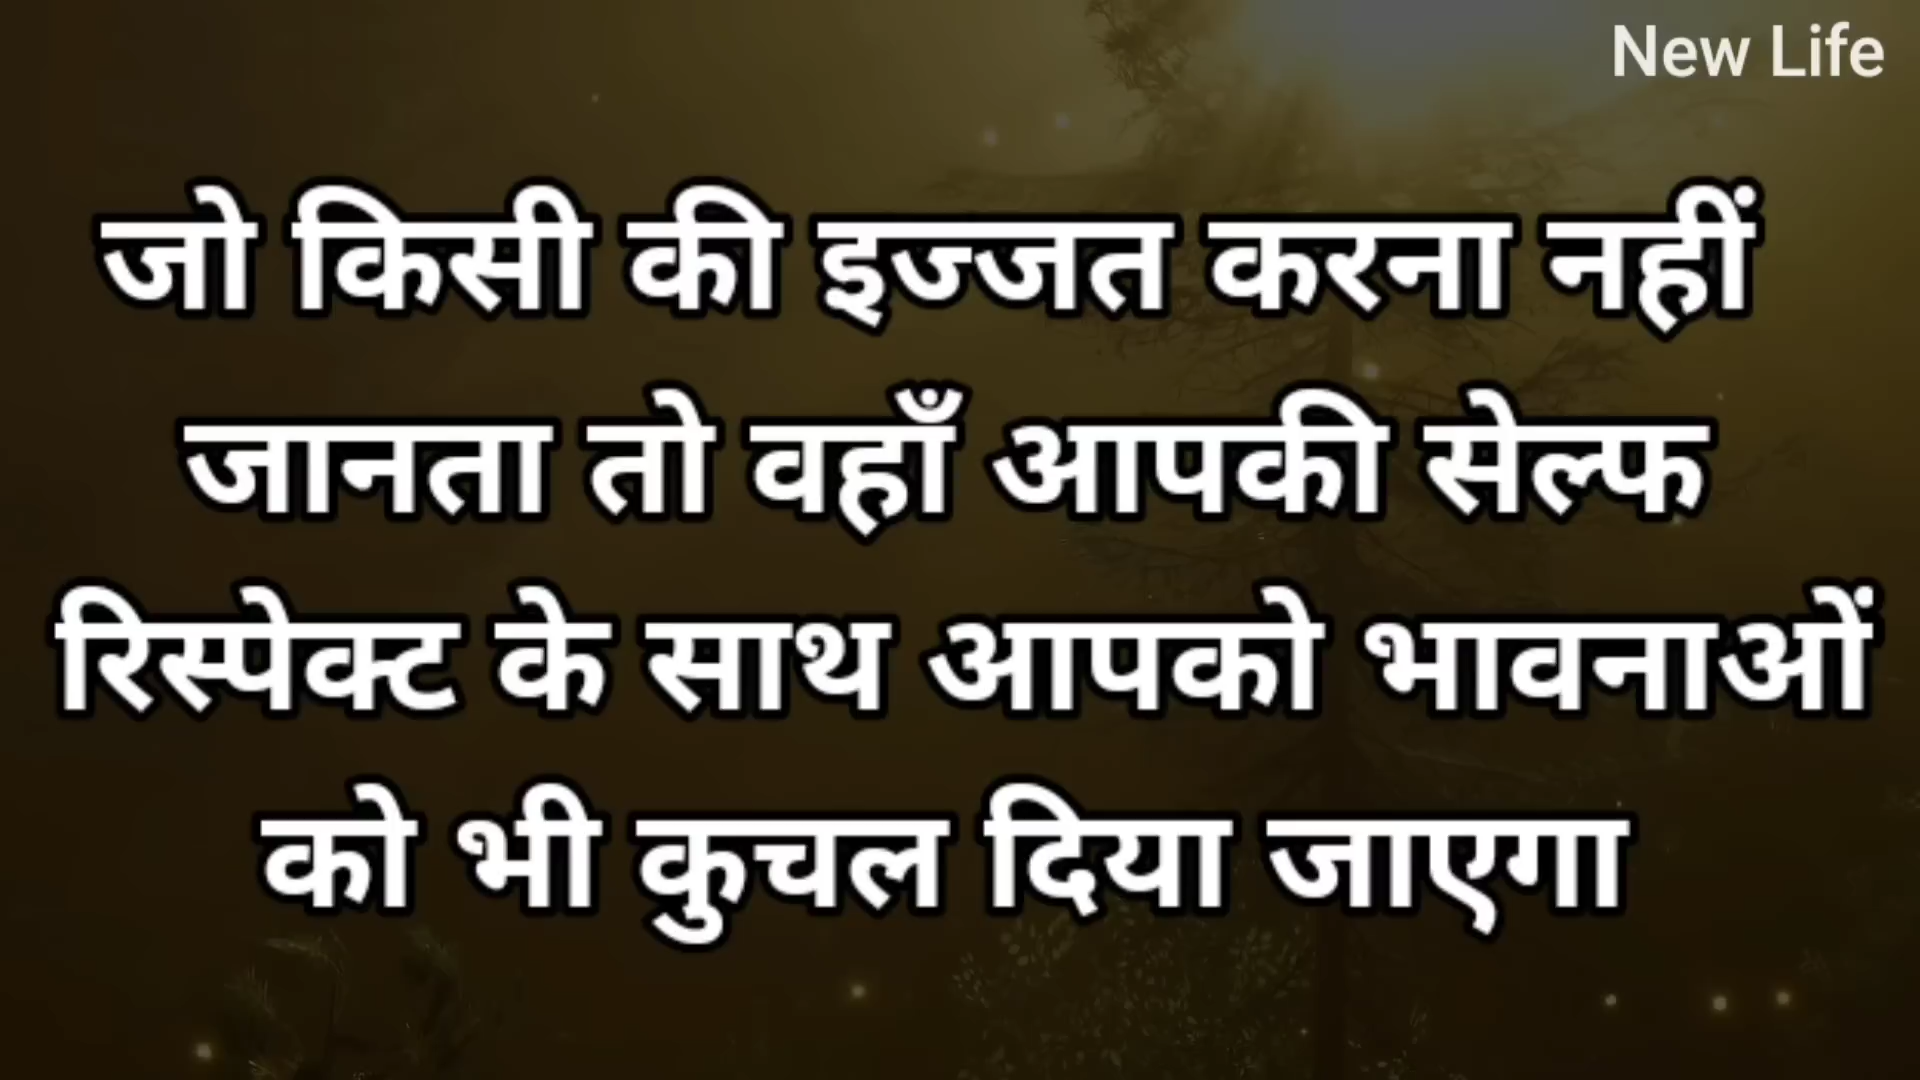 New Life
जो किसी की इज्जत करना नहीं
जानता तो वहाँ आपकी सेल्फ
रिस्पेक्ट के साथ आपको भावनाओं
को भी कुचल दिया जाएगा